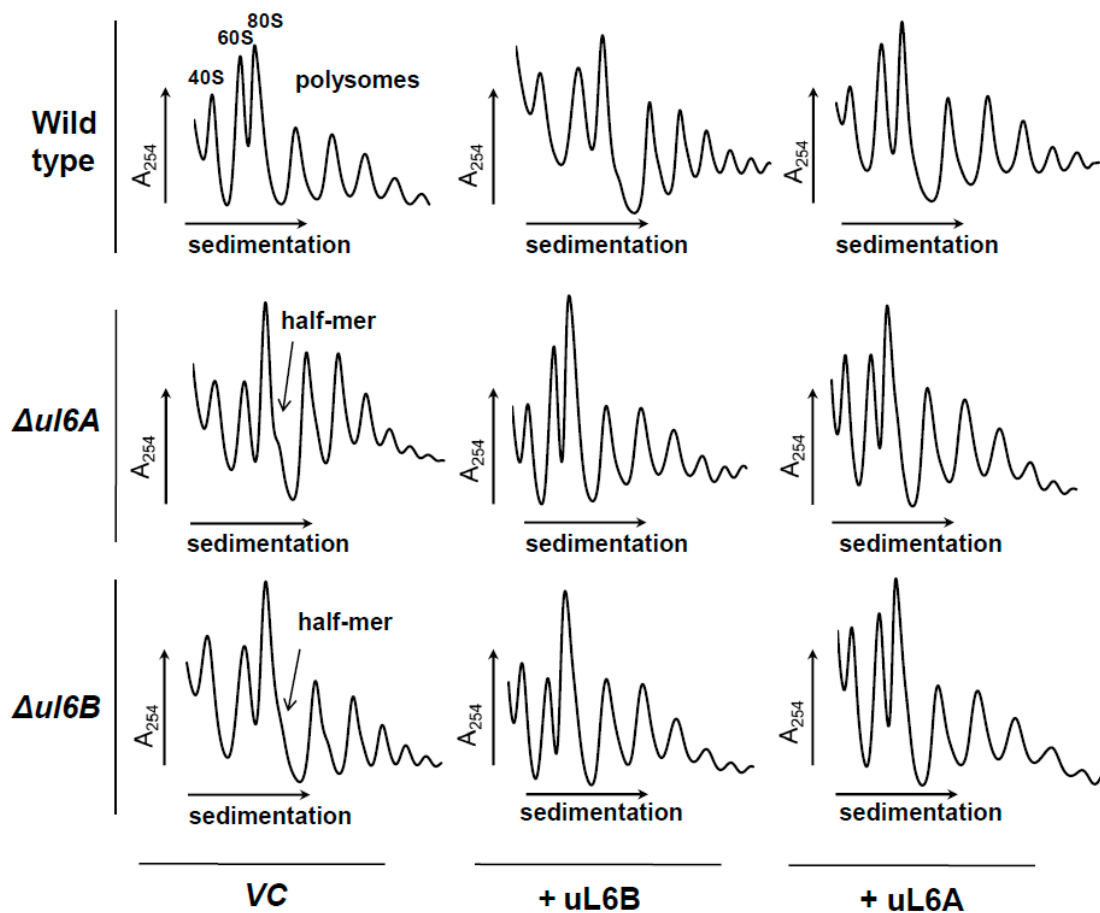 40S 60S 80S
polysomes
Wild type
A254
sedimentation
A254
sedimentation
A254
sedimentation
half-mer
Δul6A
A254
sedimentation
A254
sedimentation
A254
sedimentation
half-mer
Δul6B
A254
sedimentation
A254
sedimentation
A254
sedimentation
VC
+ uL6B
+ uL6A